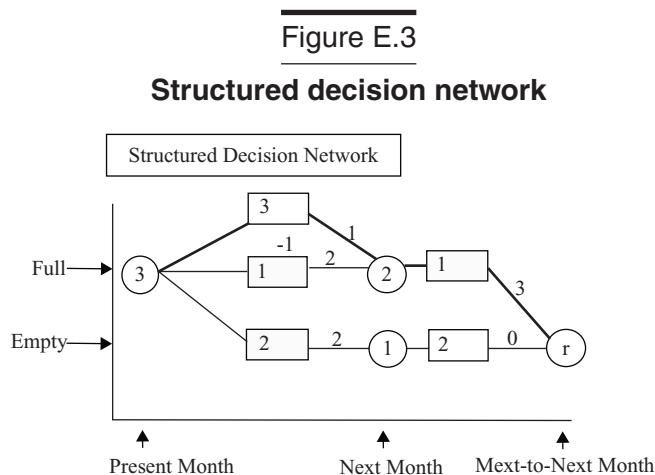 Figure E.3
Structured decision network
Structured Decision Network
3
1
-1
Full
3
1
2
2
1
3
Empty
2
2
1
2
0
r
Present Month
Next Month
Mext-to-Next Month